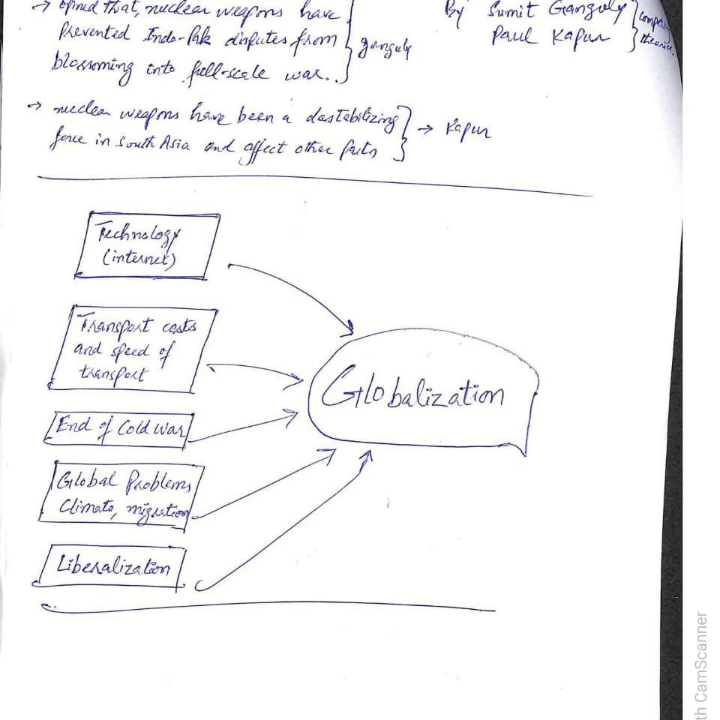 → opined that, nuclear weapons have
Prevented Indo-Pak disputes from
blossoming into full-scale war..
ganguly
By Sumit Ganguly
Paul Kapur
→ nuclear weapons have been a destabilizing
force in South Asia and affect other parts
→ Kapur
Technology
(internet)
Transport costs
and speed of
transport
End of Cold war
Global Problems,
Climate, migration
Liberalization
Globalization
th CamScanner